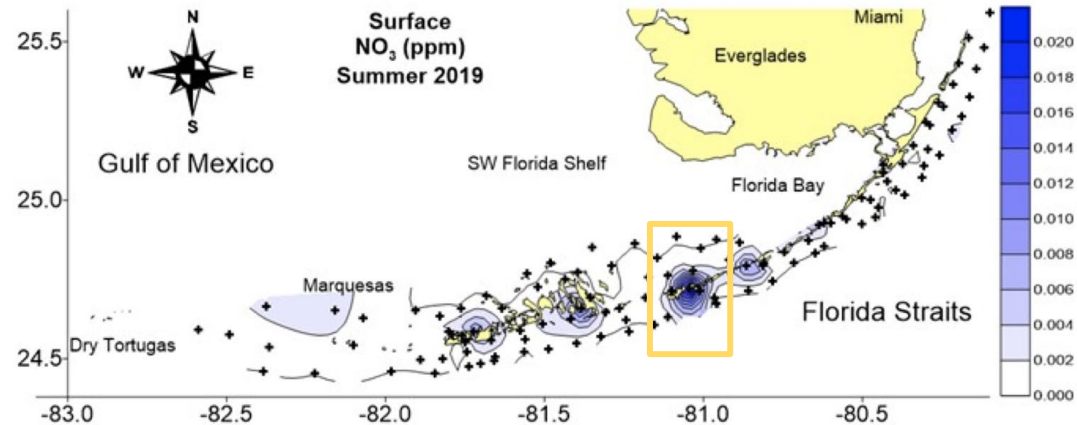 N
W E
S
Surface
NO3 (ppm)
Summer 2019
Miami
Everglades
Gulf of Mexico
SW Florida Shelf
Florida Bay
Marquesas
Dry Tortugas
Florida Straits
25.5
25.0
24.5
-83.0 -82.5 -82.0 -81.5 -81.0 -80.5
0.020
0.018
0.016
0.014
0.012
0.010
0.008
0.006
0.004
0.002
0.000